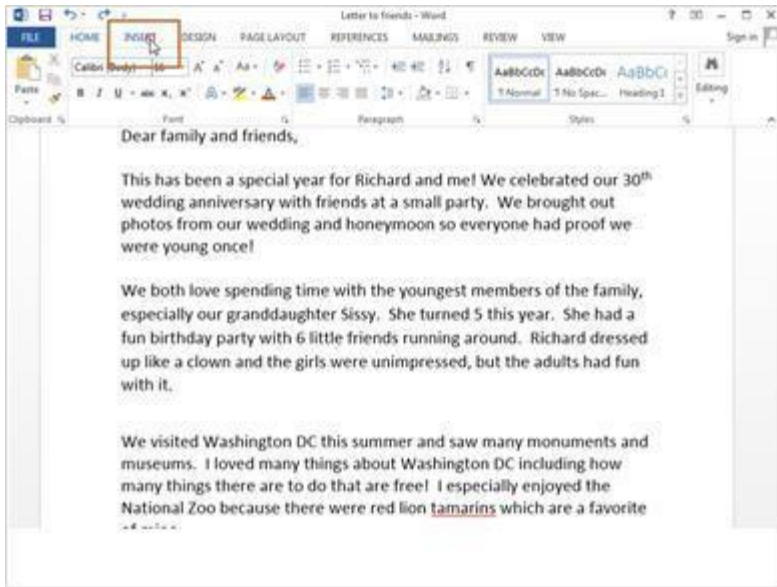 Letter to friends - Word
FILE HOME INSERT DESIGN PAGE LAYOUT REFERENCES MAILINGS REVIEW VIEW Sign in
Calibri (Body) 16
Paste
AaBbCcDc AaBbCcDc AaBbCc
¶ Normal ¶ No Spac... Heading 1
Editing
Clipboard Font Paragraph Styles
Dear family and friends,
This has been a special year for Richard and me! We celebrated our 30th
wedding anniversary with friends at a small party. We brought out
photos from our wedding and honeymoon so everyone had proof we
were young once!
We both love spending time with the youngest members of the family,
especially our granddaughter Sissy. She turned 5 this year. She had a
fun birthday party with 6 little friends running around. Richard dressed
up like a clown and the girls were unimpressed, but the adults had fun
with it.
We visited Washington DC this summer and saw many monuments and
museums. I loved many things about Washington DC including how
many things there are to do that are free! I especially enjoyed the
National Zoo because there were red lion tamarins which are a favorite